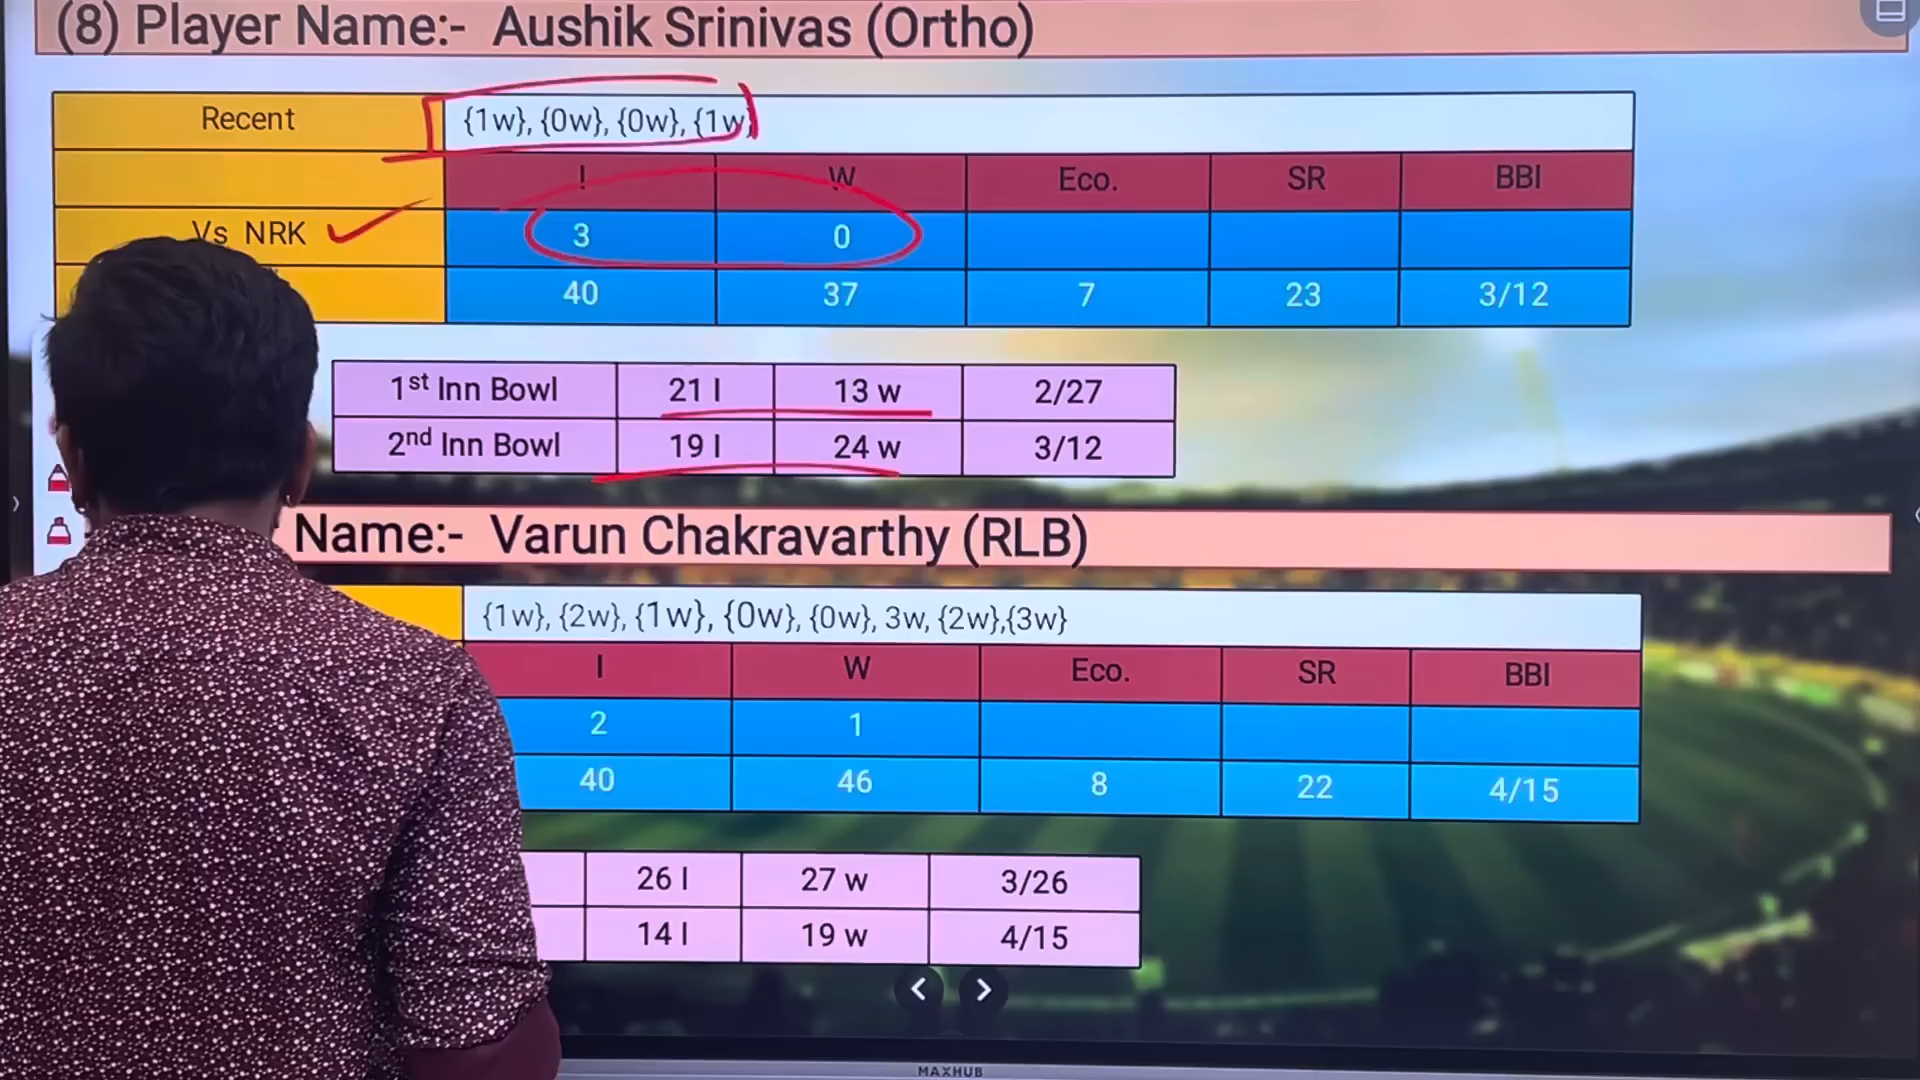 (8) Player Name:- Aushik Srinivas (Ortho)
Recent {1w}, {0w}, {0w}, {1w}
I W Eco. SR BBI
Vs NRK 3 0
40 37 7 23 3/12
1st Inn Bowl 21 I 13 w 2/27
2nd Inn Bowl 19 I 24 w 3/12
Name:- Varun Chakravarthy (RLB)
{1w}, {2w}, {1w}, {0w}, {0w}, 3w, {2w},{3w}
I W Eco. SR BBI
2 1
40 46 8 22 4/15
26 I 27 w 3/26
14 I 19 w 4/15
MAXHUB